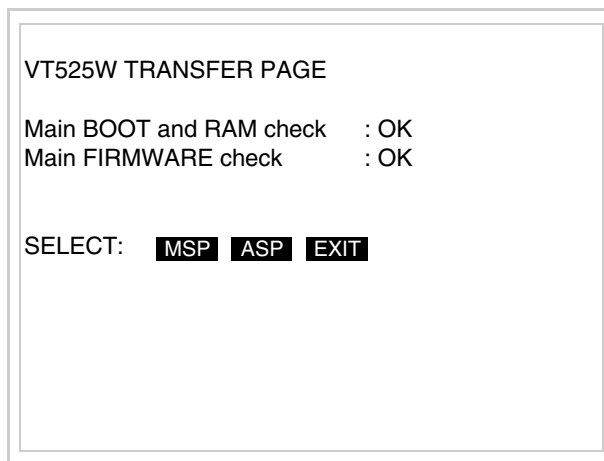 VT525W TRANSFER PAGE
Main BOOT and RAM check : OK
Main FIRMWARE check : OK
SELECT: MSP ASP EXIT